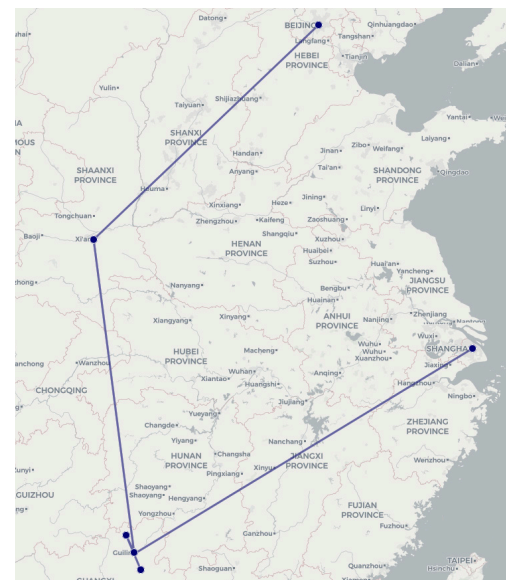 Datong
Qinhuangdao
BEIJING
Langfang
Tangshan
HEBEI
PROVINCE
Tianjin
Dalian
Yulin
Shijiazhuang
Taiyuan
Yantai
SHANXI
PROVINCE
Laiyang
Handan
Jinan
Zibo
Weifang
Anyang
Tai'an
SHANDONG
PROVINCE
SHAANXI
PROVINCE
Qingdao
Hauma
Jining
Xinxiang
Heze
Linyi
Tongchuan
Zhengzhou
Kaifeng
Zaoshuang
Baoji
Xi'an
Shangqiu
Xuzhou
HENAN
PROVINCE
Huaibei
Suzhou
Huai'an
Yancheng
Nanyang
Bengbu
JIANGSU
PROVINCE
Huainan
Xiangyang
Xinyang
ANHUI
PROVINCE
Nanjing
Zhenjiang
Nantong
Wuxi
HUBEI
PROVINCE
Macheng
Wuhu
Wuhu
Xuanzhou
SHANGHAI
Wanzhou
Jiaxing
Wuhan
Xiantao
Huangshi
Anqing
Hangzhou
CHONGQING
Ningbo
Jiujiang
Yueyang
Changde
ZHEJIANG
PROVINCE
Yiyang
Nanchang
HUNAN
PROVINCE
Changsha
Xinyu
JIANGXI
PROVINCE
Wenzhou
Pingxiang
Shaoyang
Shaoyang
Hengyang
GUIZHOU
Yongzhou
FUJIAN
PROVINCE
Fuzhou
Ganzhou
Guilin
TAIPEI
Shaoguan
Quanzhou
Hsinchu